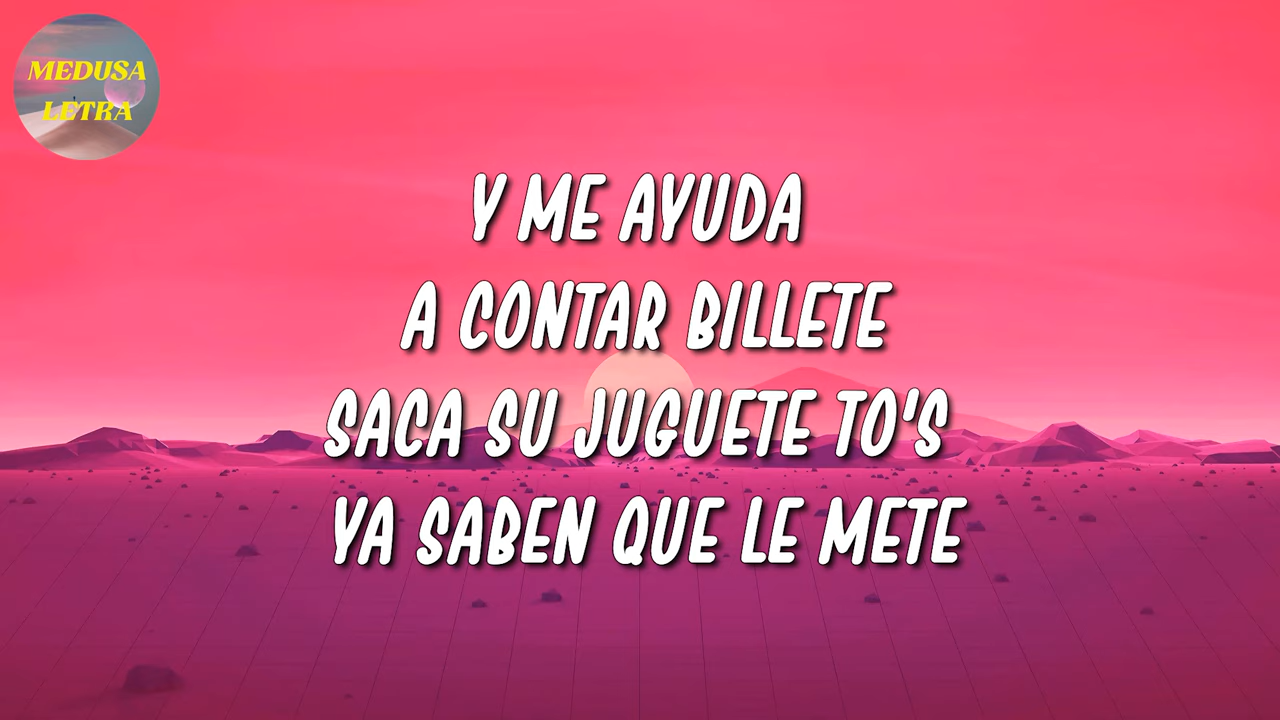 MEDUSA
LETRA
Y ME AYUDA
A CONTAR BILLETE
SACA SU JUGUETE TO'S
YA SABEN QUE LE METE